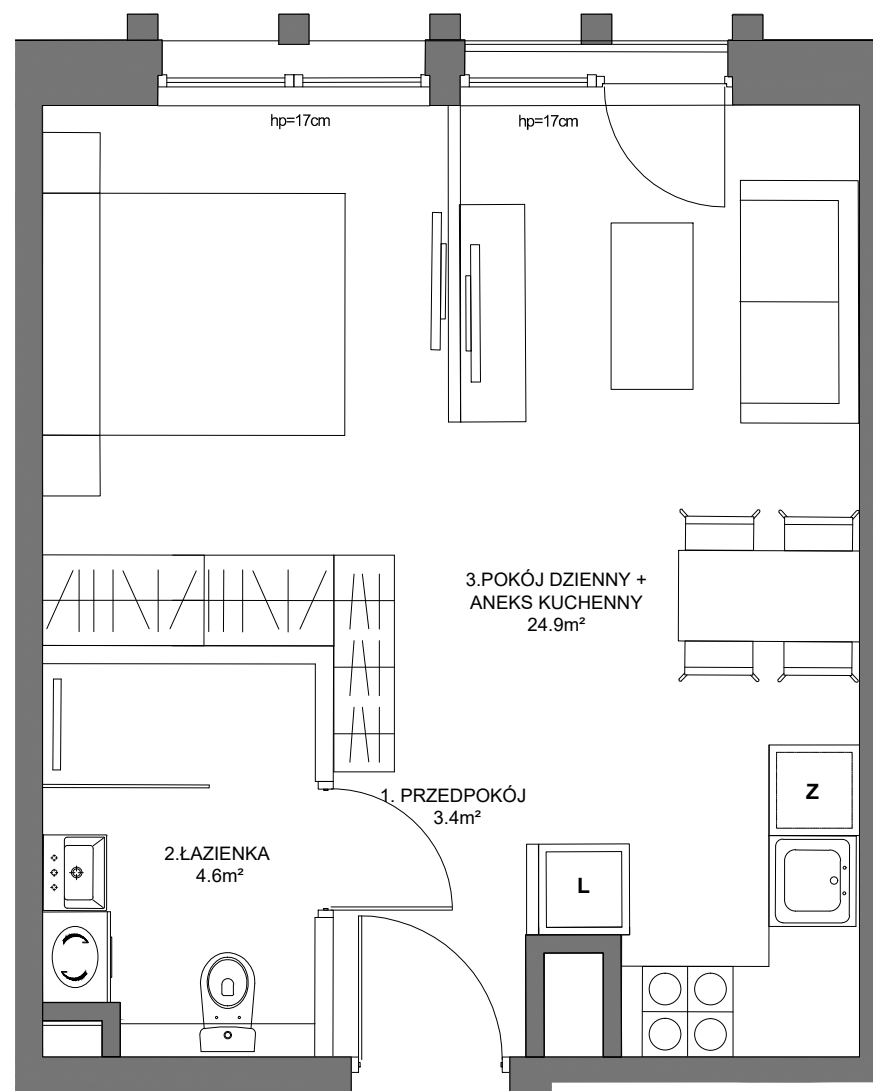 hp=17cm
hp=17cm
3.POKÓJ DZIENNY +
ANEKS KUCHENNY
24.9m²
1. PRZEDPOKÓJ
3.4m²
Z
2.ŁAZIENKA
4.6m²
L